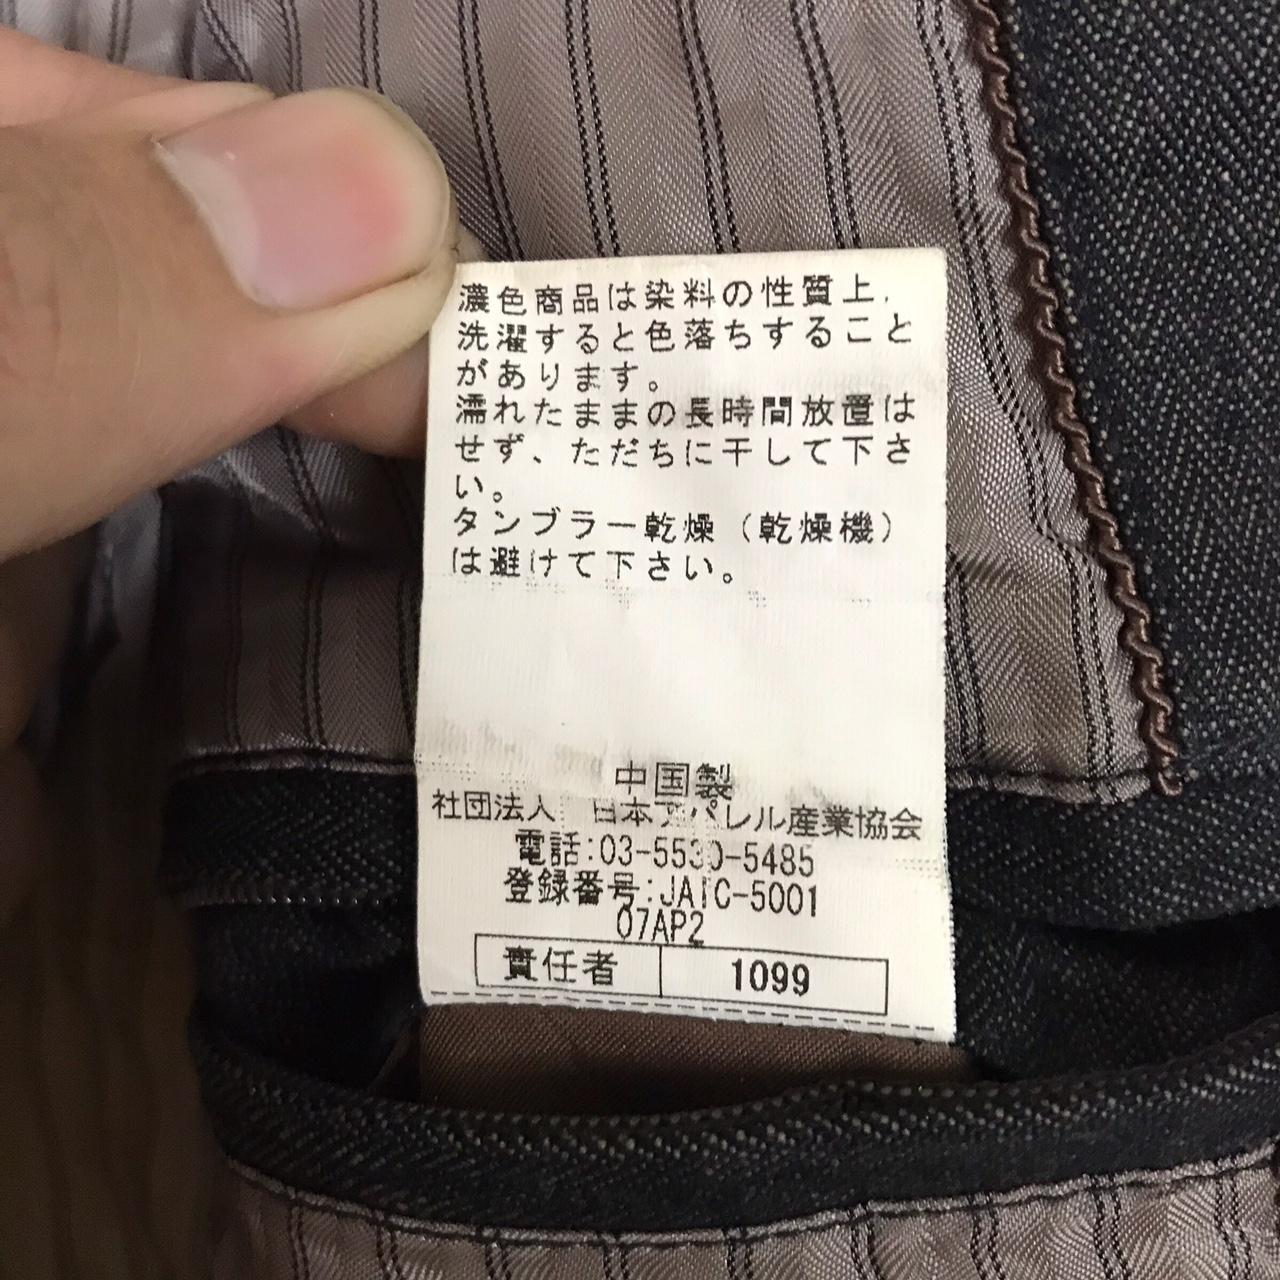 濃色商品は染料の性質上、
洗濯すると色落ちすること
があります。
濡れたままの長時間放置は
せず、ただちに干して下さ
い。
タンブラー乾燥（乾燥機）
は避けて下さい。
中国製
社団法人 日本アパレル産業協会
電話:03-5530-5485
登録番号:JAIC-5001
07AP2
責任者 1099